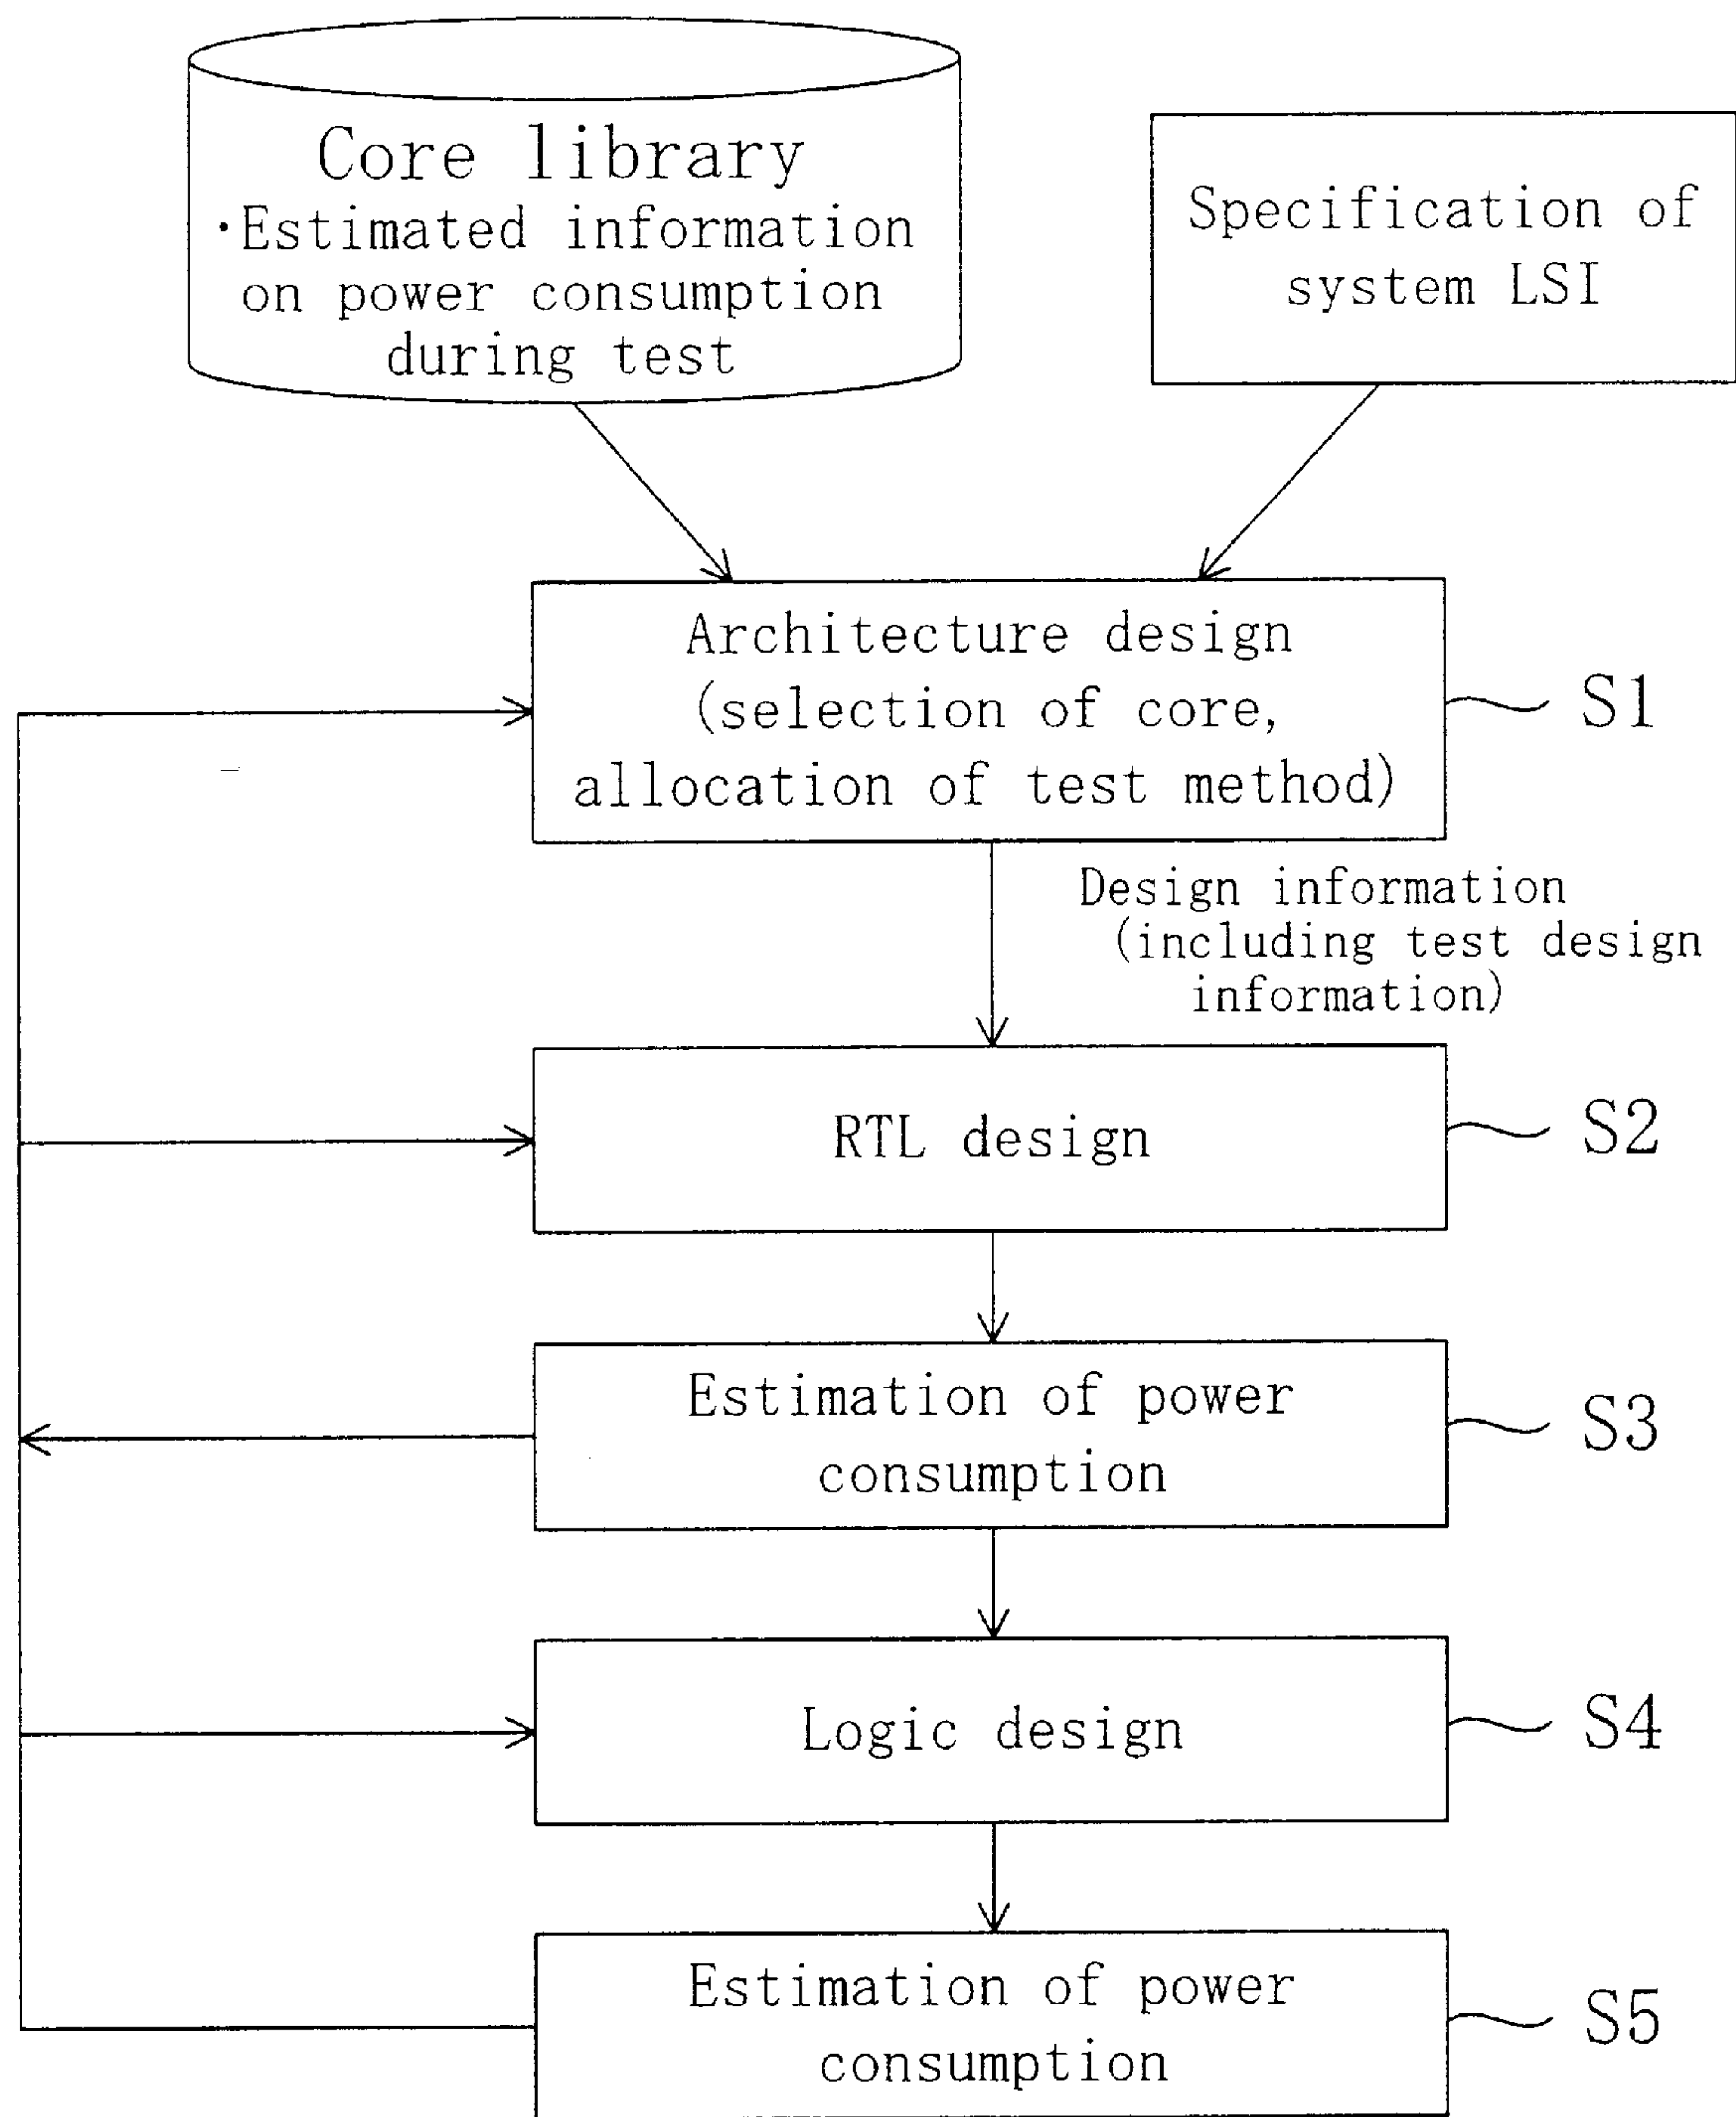 Core library
·Estimated information
on power consumption
during test
Specification of
system LSI
Architecture design
(selection of core,
allocation of test method)
S1
Design information
(including test design
information)
RTL design
S2
Estimation of power
consumption
S3
Logic design
S4
Estimation of power
consumption
S5